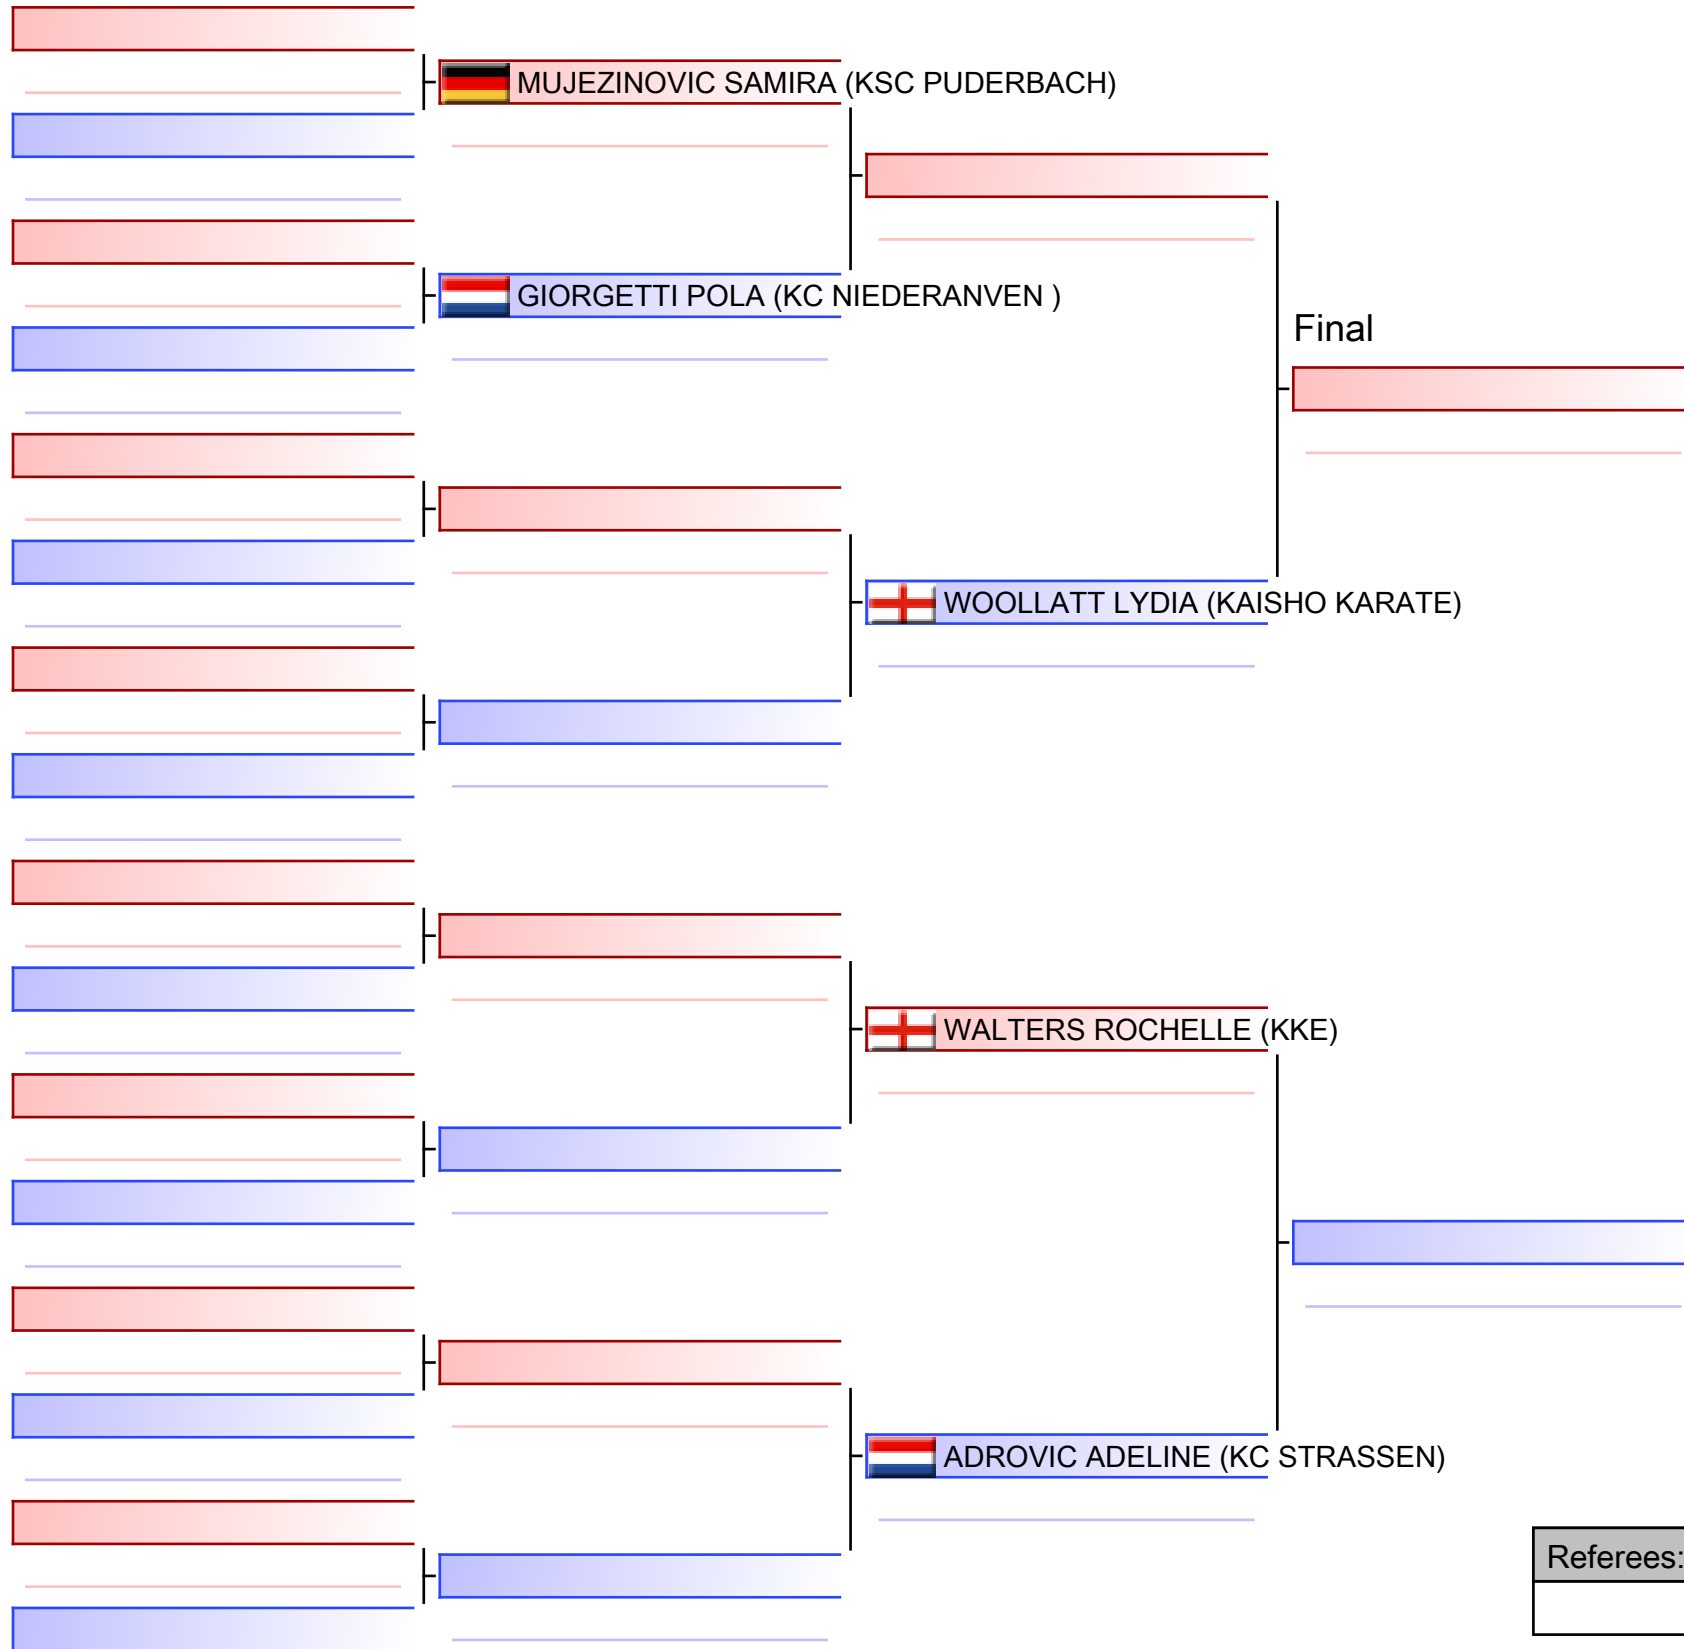 MUJEZINOVIC SAMIRA (KSC PUDERBACH)
GIORGETTI POLA (KC NIEDERANVEN )
Final
WOOLLATT LYDIA (KAISHO KARATE)
WALTERS ROCHELLE (KKE)
ADROVIC ADELINE (KC STRASSEN)
Referees: